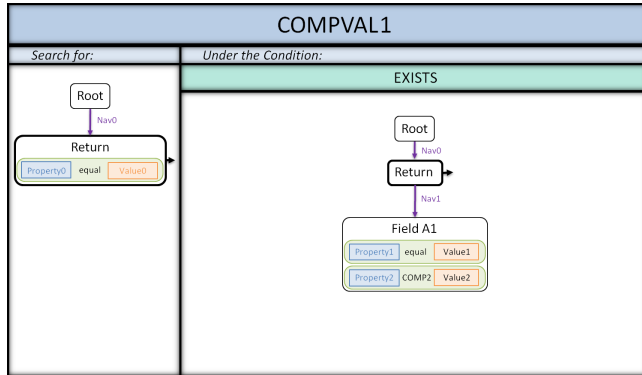 COMPVAL1
Search for:
Under the Condition:
EXISTS
Root
Nav0
Return
Property0 equal Value0
Root
Nav0
Return
Nav1
Field A1
Property1 equal Value1
Property2 COMP2 Value2